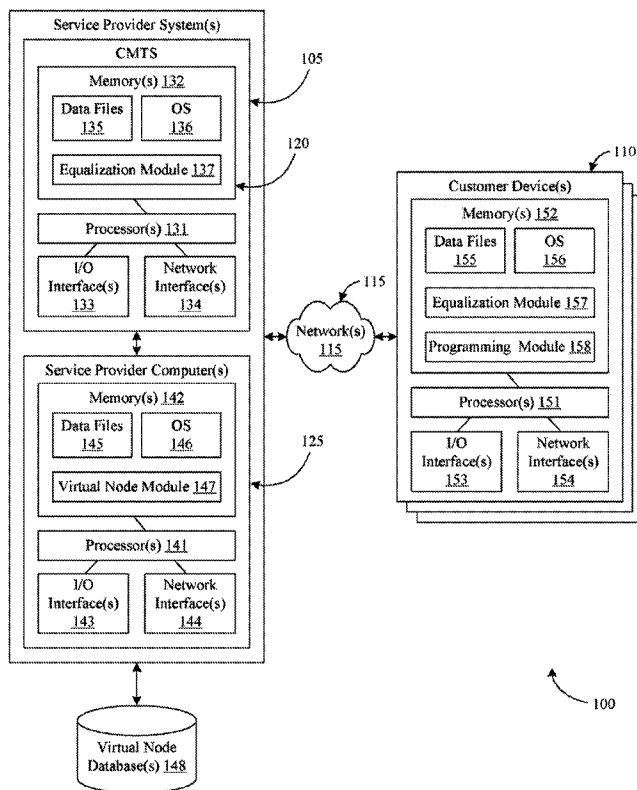 Service Provider System(s)
CMTS
Memory(s) 132
Data Files
135
OS
136
Equalization Module 137
Processor(s) 131
I/O
Interface(s)
133
Network
Interface(s)
134
105
120
Service Provider Computer(s)
Memory(s) 142
Data Files
145
OS
146
Virtual Node Module 147
Processor(s) 141
I/O
Interface(s)
143
Network
Interface(s)
144
125
Virtual Node
Database(s) 148
115
Network(s)
115
110
Customer Device(s)
Memory(s) 152
Data Files
155
OS
156
Equalization Module 157
Programming Module 158
Processor(s) 151
I/O
Interface(s)
153
Network
Interface(s)
154
100